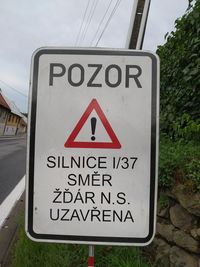 POZOR
!
SILNICE I/37
SMĚR
ŽĎÁR N.S.
UZAVŘENA